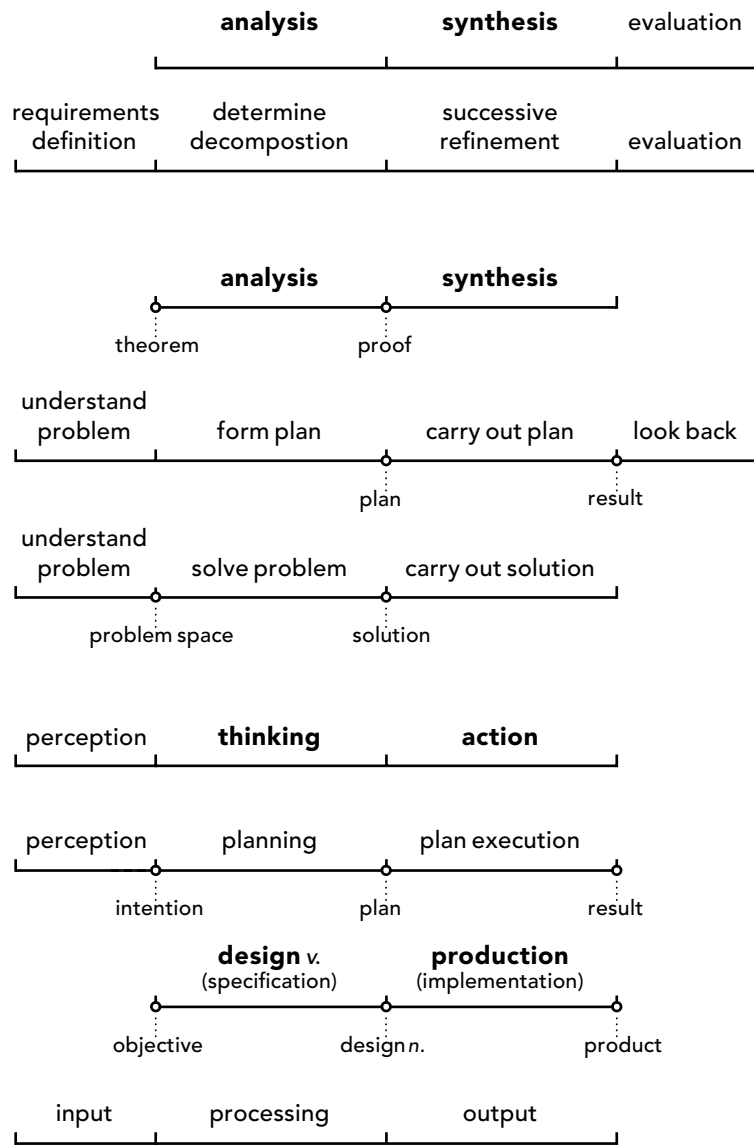 analysis synthesis evaluation
requirements determine successive
definition decompostion refinement evaluation
analysis synthesis
theorem proof
understand
problem form plan carry out plan look back
plan result
understand
problem solve problem carry out solution
problem space solution
perception thinking action
perception planning plan execution
intention plan result
design v. production
(specification) (implementation)
objective design n. product
input processing output